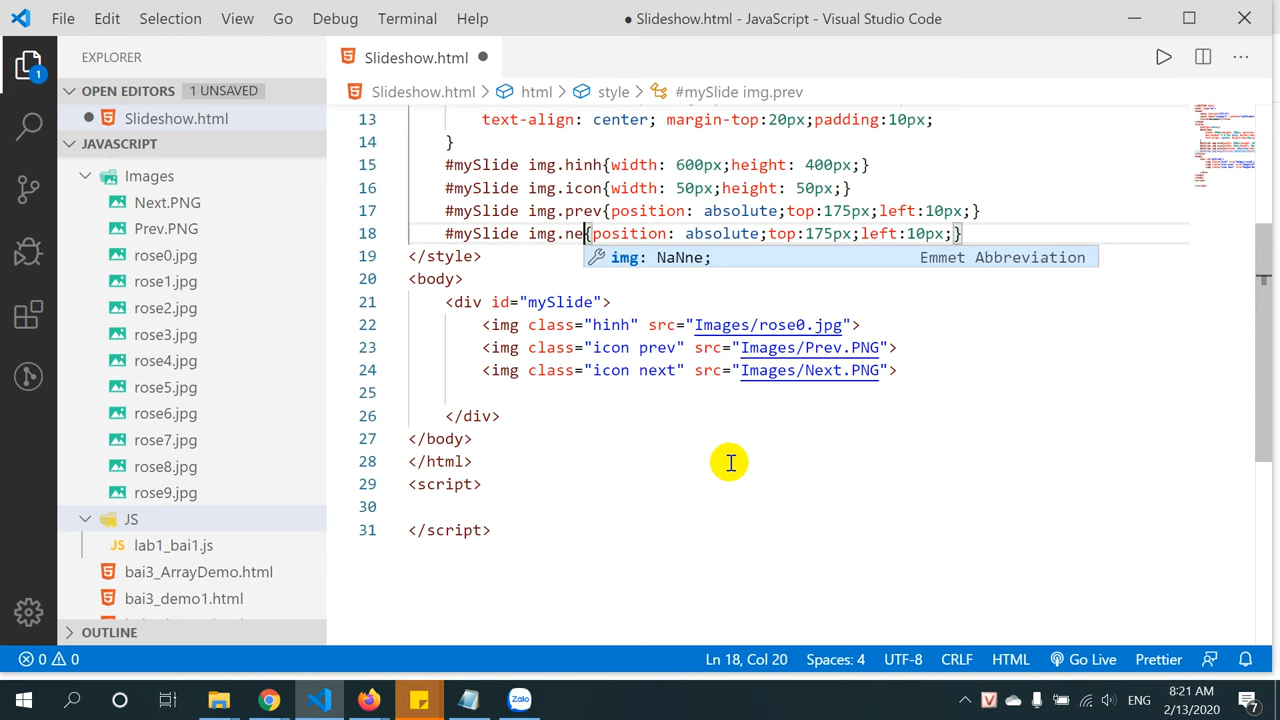 File Edit Selection View Go Debug Terminal Help
● Slideshow.html - JavaScript - Visual Studio Code
EXPLORER
Slideshow.html
OPEN EDITORS 1 UNSAVED
Slideshow.html > html > style > #mySlide img.prev
Slideshow.html
JAVASCRIPT
Images
Next.PNG
Prev.PNG
rose0.jpg
rose1.jpg
rose2.jpg
rose3.jpg
rose4.jpg
rose5.jpg
rose6.jpg
rose7.jpg
rose8.jpg
rose9.jpg
JS
JS lab1_bai1.js
bai3_ArrayDemo.html
bai3_demo1.html
OUTLINE
13 text-align: center; margin-top:20px;padding:10px;
14 }
15 #mySlide img.hinh{width: 600px;height: 400px;}
16 #mySlide img.icon{width: 50px;height: 50px;}
17 #mySlide img.prev{position: absolute;top:175px;left:10px;}
18 #mySlide img.ne{position: absolute;top:175px;left:10px;}
img: NaNne; Emmet Abbreviation
19 </style>
20 <body>
21 <div id="mySlide">
22 <img class="hinh" src="Images/rose0.jpg">
23 <img class="icon prev" src="Images/Prev.PNG">
24 <img class="icon next" src="Images/Next.PNG">
25
26 </div>
27 </body>
28 </html>
29 <script>
30
31 </script>
0 0 Ln 18, Col 20 Spaces: 4 UTF-8 CRLF HTML Go Live Prettier
1
Zalo
ENG
8:21 AM
2/13/2020
7